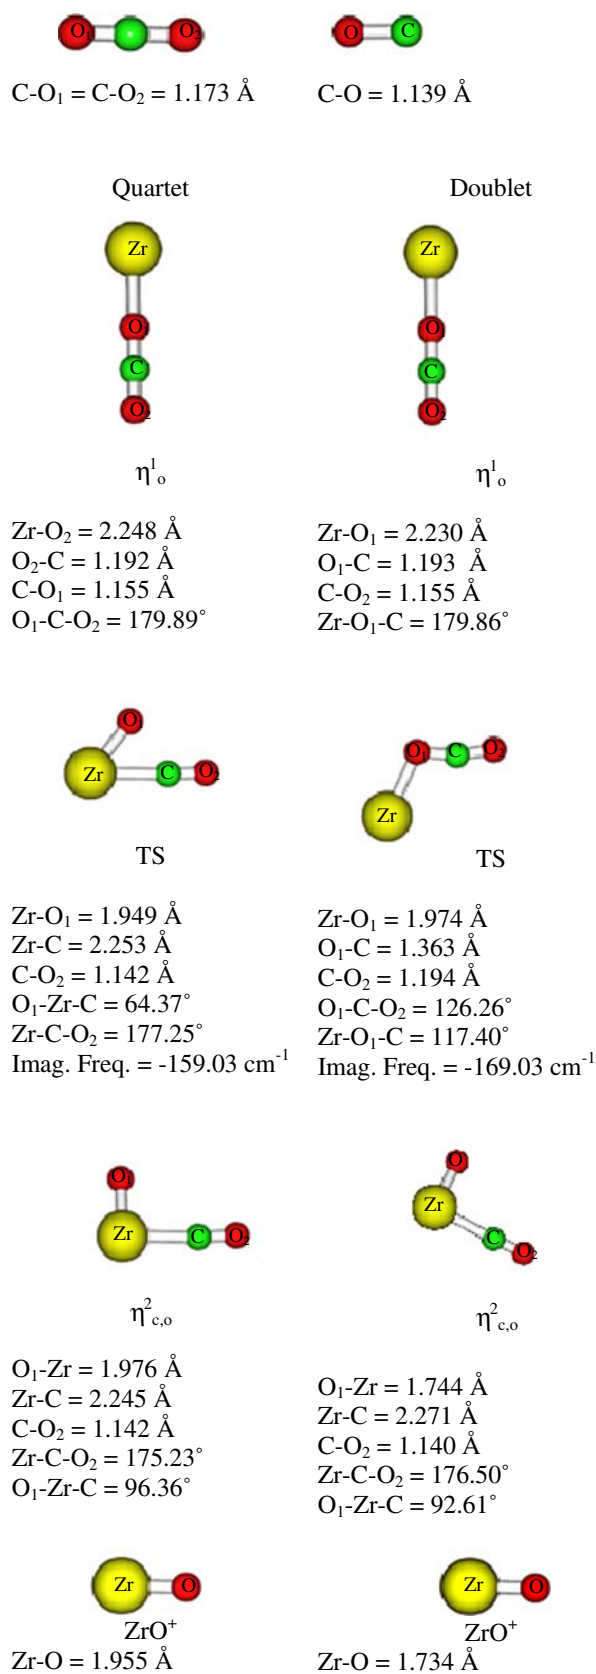 O₁ O₂
C-O₁ = C-O₂ = 1.173 Å
O C
C-O = 1.139 Å
Quartet
Doublet
Zr
O₁
C
O₂
η¹ₒ
Zr-O₂ = 2.248 Å
O₂-C = 1.192 Å
C-O₁ = 1.155 Å
O₁-C-O₂ = 179.89°
Zr
O₁
C
O₂
η¹ₒ
Zr-O₁ = 2.230 Å
O₁-C = 1.193 Å
C-O₂ = 1.155 Å
Zr-O₁-C = 179.86°
O₁
Zr C O₂
TS
Zr-O₁ = 1.949 Å
Zr-C = 2.253 Å
C-O₂ = 1.142 Å
O₁-Zr-C = 64.37°
Zr-C-O₂ = 177.25°
Imag. Freq. = -159.03 cm⁻¹
O₁ C O₂
Zr
TS
Zr-O₁ = 1.974 Å
O₁-C = 1.363 Å
C-O₂ = 1.194 Å
O₁-C-O₂ = 126.26°
Zr-O₁-C = 117.40°
Imag. Freq. = -169.03 cm⁻¹
O₁
Zr C O₂
η²c,o
O₁-Zr = 1.976 Å
Zr-C = 2.245 Å
C-O₂ = 1.142 Å
Zr-C-O₂ = 175.23°
O₁-Zr-C = 96.36°
O
Zr
C
O₂
η²c,o
O₁-Zr = 1.744 Å
Zr-C = 2.271 Å
C-O₂ = 1.140 Å
Zr-C-O₂ = 176.50°
O₁-Zr-C = 92.61°
Zr O
ZrO⁺
Zr-O = 1.955 Å
Zr O
ZrO⁺
Zr-O = 1.734 Å